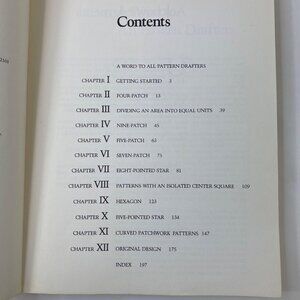 Contents
A WORD TO ALL PATTERN DRAFTERS
CHAPTER I GETTING STARTED 3
CHAPTER II FOUR-PATCH 13
CHAPTER III DIVIDING AN AREA INTO EQUAL UNITS 39
CHAPTER IV NINE-PATCH 45
CHAPTER V FIVE-PATCH 63
CHAPTER VI SEVEN-PATCH 75
CHAPTER VII EIGHT-POINTED STAR 81
CHAPTER VIII PATTERNS WITH AN ISOLATED CENTER SQUARE 109
CHAPTER IX HEXAGON 123
CHAPTER X FIVE-POINTED STAR 134
CHAPTER XI CURVED PATCHWORK PATTERNS 147
CHAPTER XII ORIGINAL DESIGN 175
INDEX 197